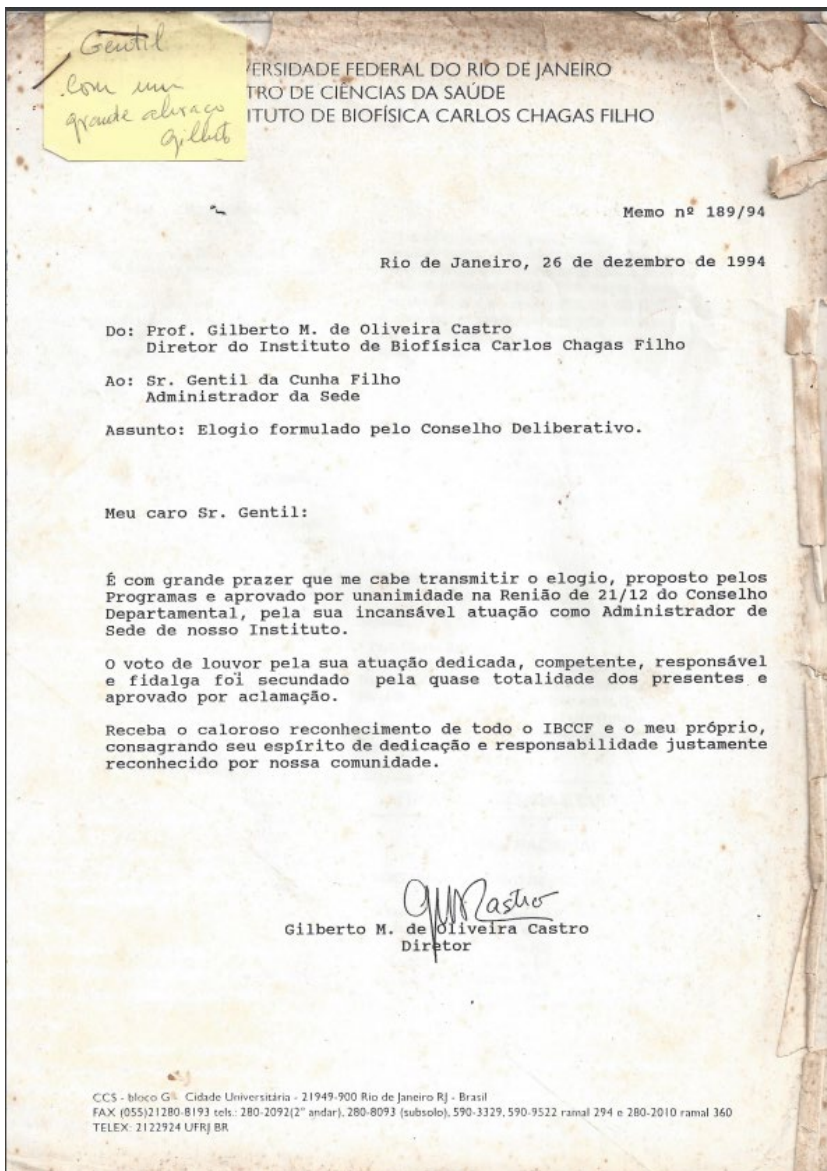 Gentil
Com um
grande abraço
Gilberto
VERSIDADE FEDERAL DO RIO DE JANEIRO
TRO DE CIÊNCIAS DA SAÚDE
ITUTO DE BIOFÍSICA CARLOS CHAGAS FILHO
Memo nº 189/94
Rio de Janeiro, 26 de dezembro de 1994
Do: Prof. Gilberto M. de Oliveira Castro
Diretor do Instituto de Biofísica Carlos Chagas Filho
Ao: Sr. Gentil da Cunha Filho
Administrador da Sede
Assunto: Elogio formulado pelo Conselho Deliberativo.
Meu caro Sr. Gentil:
É com grande prazer que me cabe transmitir o elogio, proposto pelos
Programas e aprovado por unanimidade na Renião de 21/12 do Conselho
Departamental, pela sua incansável atuação como Administrador de
Sede de nosso Instituto.
O voto de louvor pela sua atuação dedicada, competente, responsável
e fidalga foi secundado pela quase totalidade dos presentes e
aprovado por aclamação.
Receba o caloroso reconhecimento de todo o IBCCF e o meu próprio,
consagrando seu espírito de dedicação e responsabilidade justamente
reconhecido por nossa comunidade.
GMCastro
Gilberto M. de Oliveira Castro
Diretor
CCS - bloco G - Cidade Universitária - 21949-900 Rio de Janeiro RJ - Brasil
FAX (055)21280-8193 tels.: 280-2092(2º andar), 280-8093 (subsolo), 590-3329, 590-9522 ramal 294 e 280-2010 ramal 360
TELEX: 2122924 UFRJ BR